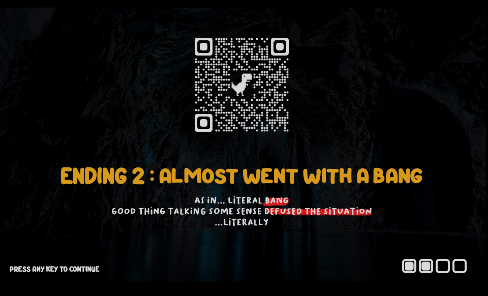 ENDING 2 : ALMOST WENT WITH A BANG
AS IN... LITERAL BANG
GOOD THING TALKING SOME SENSE DEFUSED THE SITUATION
...LITERALLY
PRESS ANY KEY TO CONTINUE